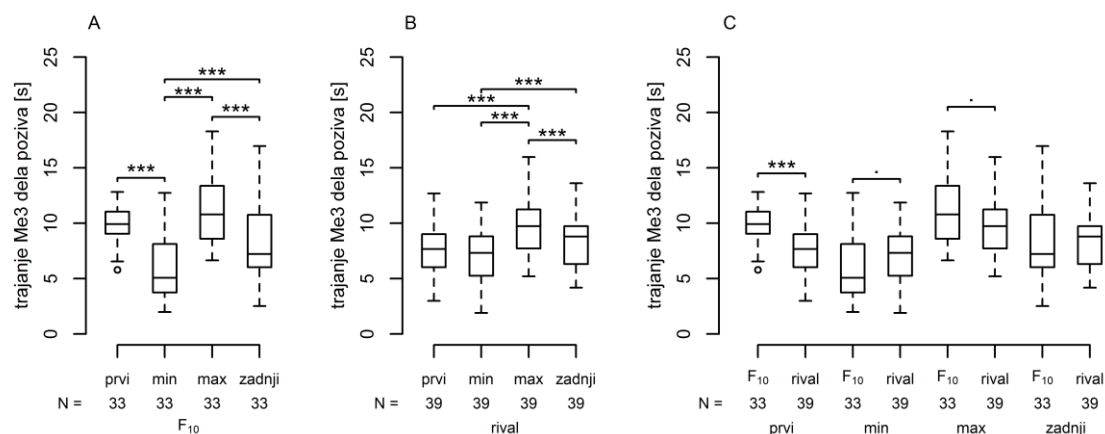 A
trajanje Me3 dela poziva [s]
25
20
15
10
5
0
***
***
***
***
prvi min max zadnji
N = 33 33 33 33
F₁₀
B
trajanje Me3 dela poziva [s]
25
20
15
10
5
0
***
***
***
***
prvi min max zadnji
N = 39 39 39 39
rival
C
trajanje Me3 dela poziva [s]
25
20
15
10
5
0
.
***
.
F₁₀ rival F₁₀ rival F₁₀ rival F₁₀ rival
N = 33 39 33 39 33 39 33 39
prvi min max zadnji